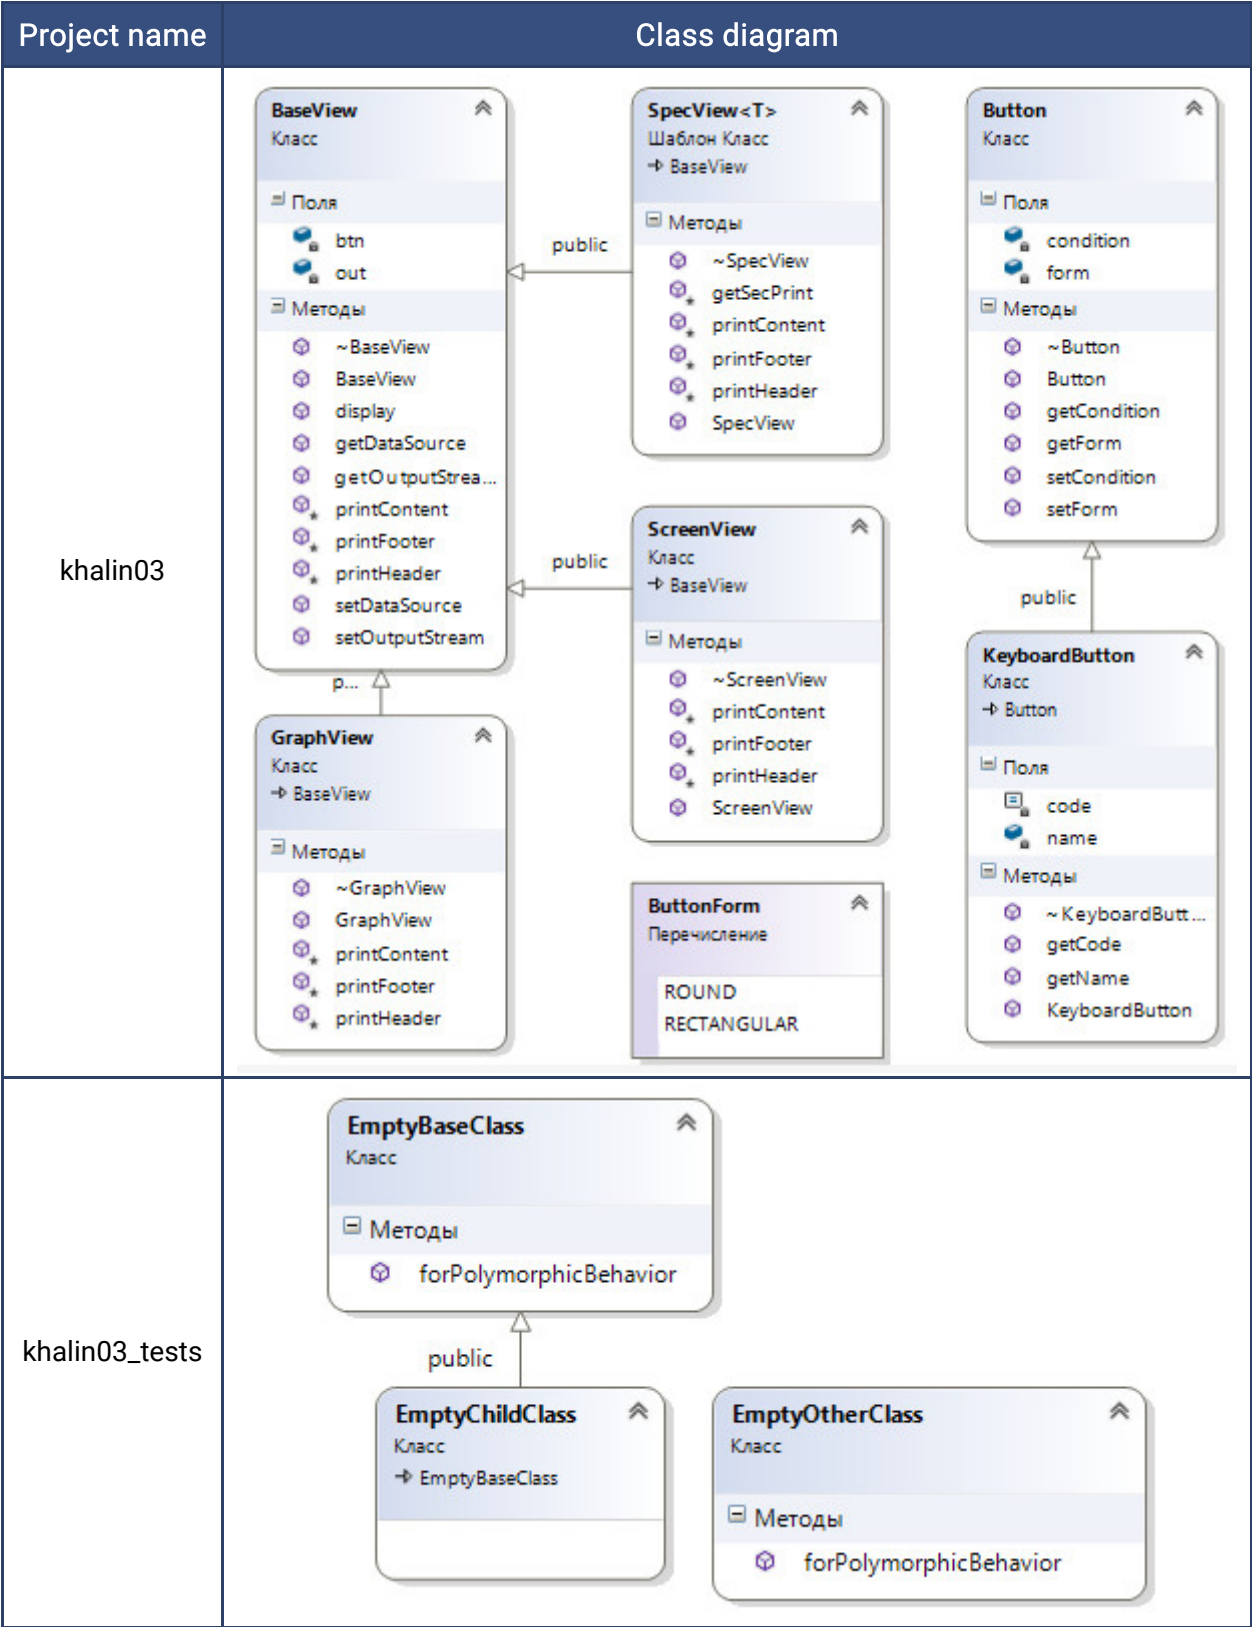 Project name
Class diagram
khalin03
BaseView
Класс
Поля
btn
out
Методы
~BaseView
BaseView
display
getDataSource
getOutputStrea...
printContent
printFooter
printHeader
setDataSource
setOutputStream
p...
GraphView
Класс
BaseView
Методы
~GraphView
GraphView
printContent
printFooter
printHeader
public
public
SpecView<T>
Шаблон Класс
BaseView
Методы
~SpecView
getSecPrint
printContent
printFooter
printHeader
SpecView
ScreenView
Класс
BaseView
Методы
~ScreenView
printContent
printFooter
printHeader
ScreenView
ButtonForm
Перечисление
ROUND
RECTANGULAR
Button
Класс
Поля
condition
form
Методы
~Button
Button
getCondition
getForm
setCondition
setForm
public
KeyboardButton
Класс
Button
Поля
code
name
Методы
~KeyboardButt...
getCode
getName
KeyboardButton
khalin03_tests
EmptyBaseClass
Класс
Методы
forPolymorphicBehavior
public
EmptyChildClass
Класс
EmptyBaseClass
EmptyOtherClass
Класс
Методы
forPolymorphicBehavior